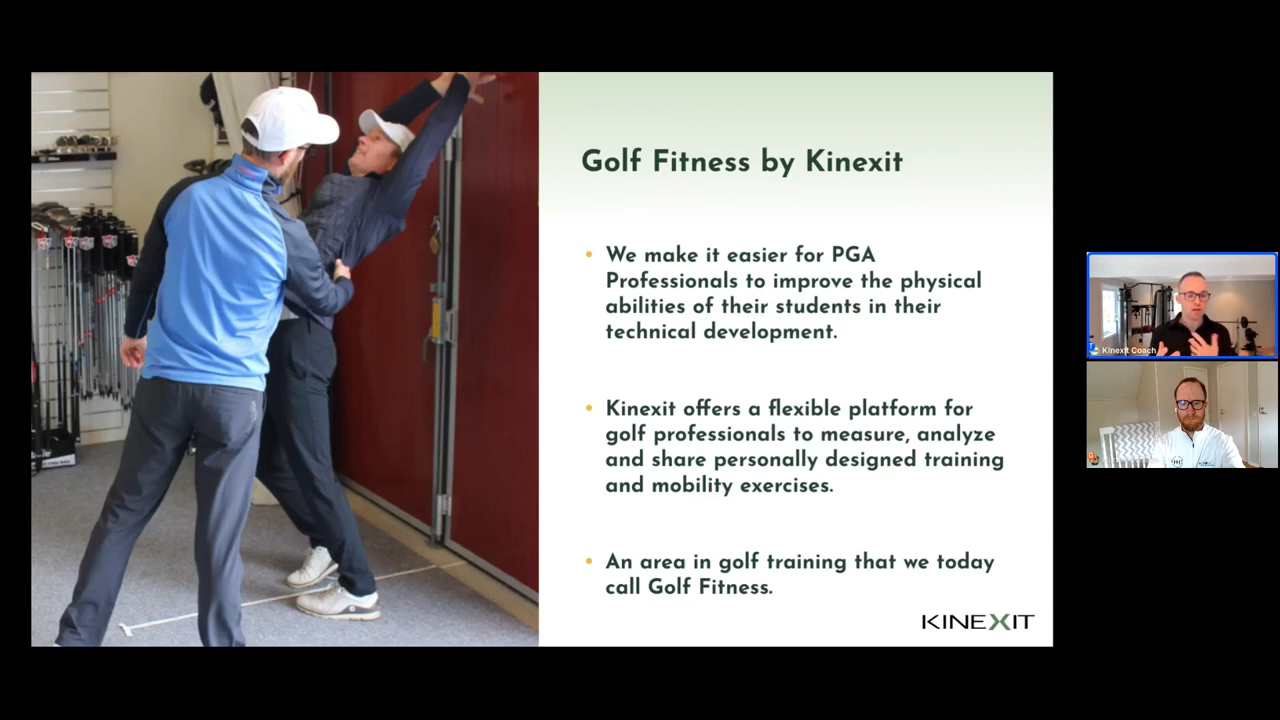 Golf Fitness by Kinexit
• We make it easier for PGA
Professionals to improve the physical
abilities of their students in their
technical development.
• Kinexit offers a flexible platform for
golf professionals to measure, analyze
and share personally designed training
and mobility exercises.
• An area in golf training that we today
call Golf Fitness.
KINEXIT
Kinexit Coach